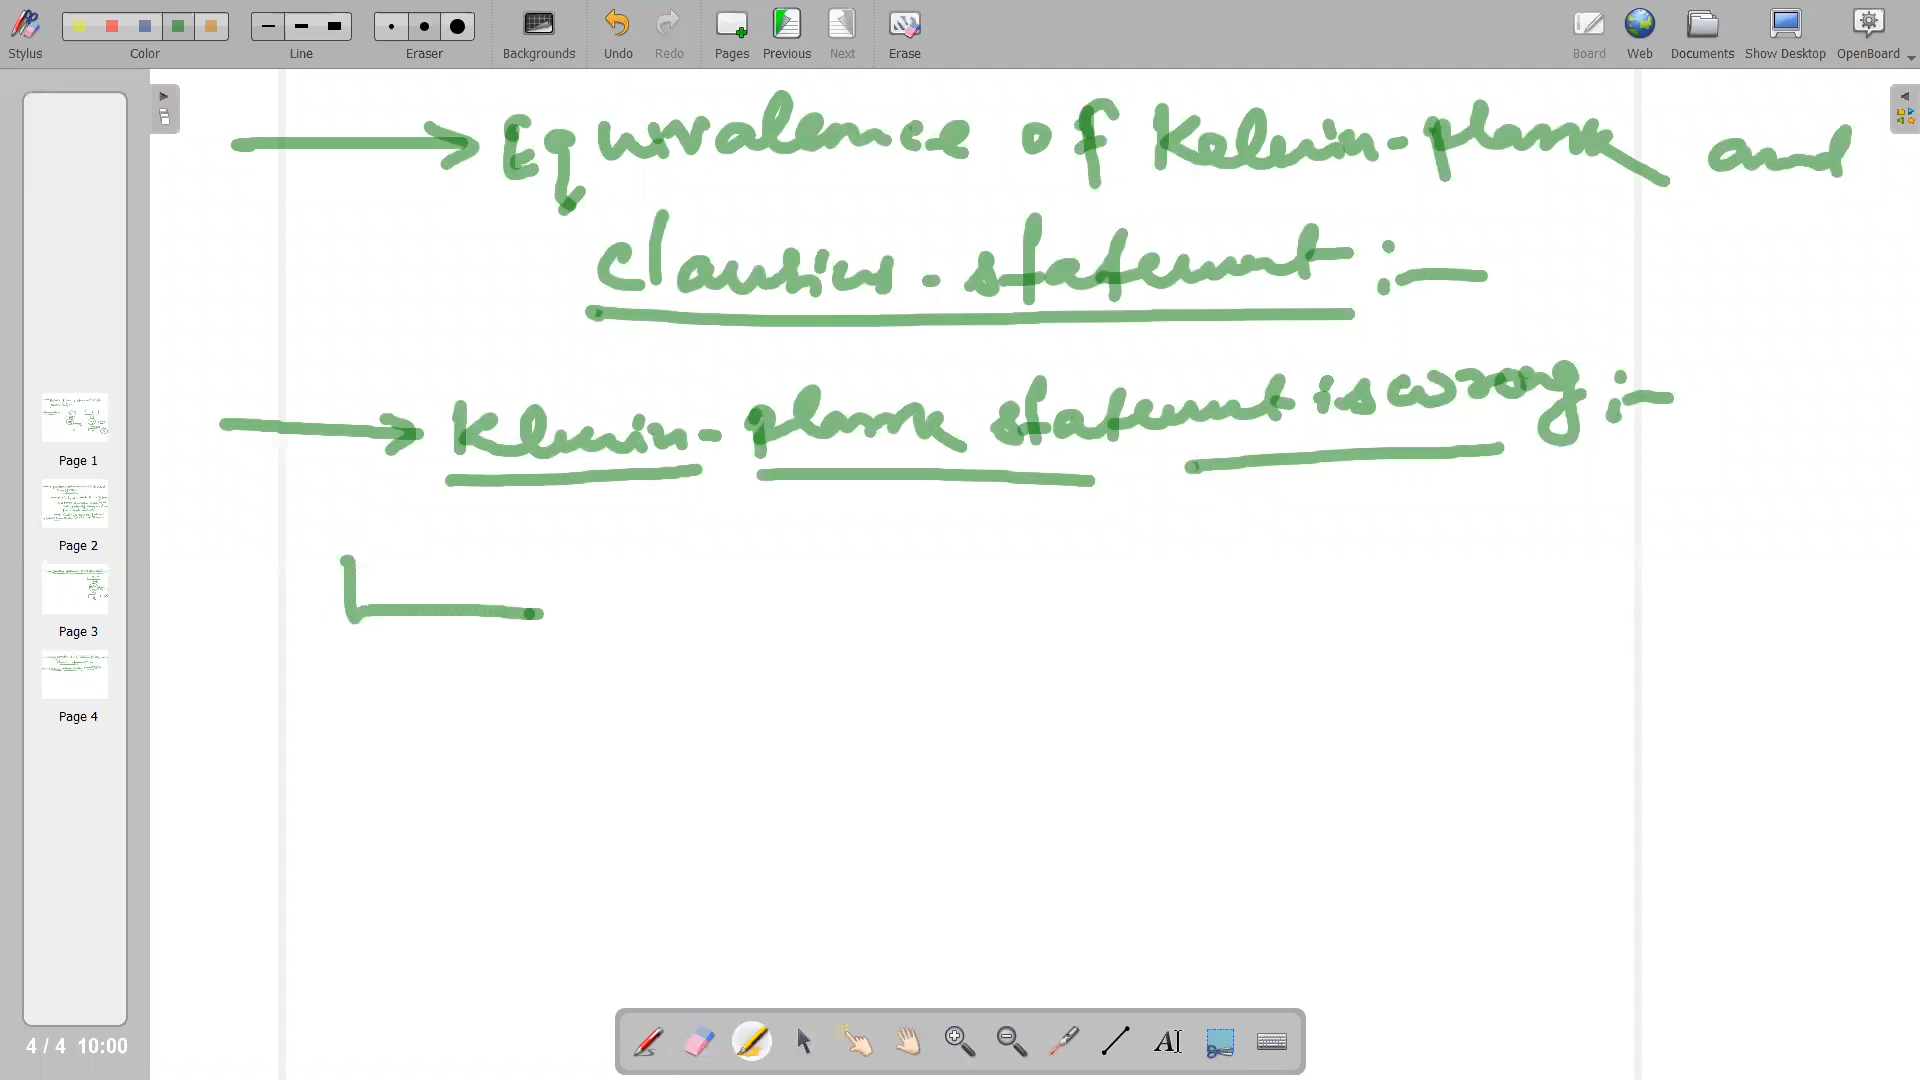 Stylus
Color
Line
Eraser
Backgrounds
Undo
Redo
Pages
Previous
Next
Erase
Board
Web
Documents
Show Desktop
OpenBoard
→ Equivalence of Kelvin-plank and
Clausius-statement :-
→ Klevin-plank statement is wrong :-
Page 1
Page 2
Page 3
Page 4
4 / 4 10:00